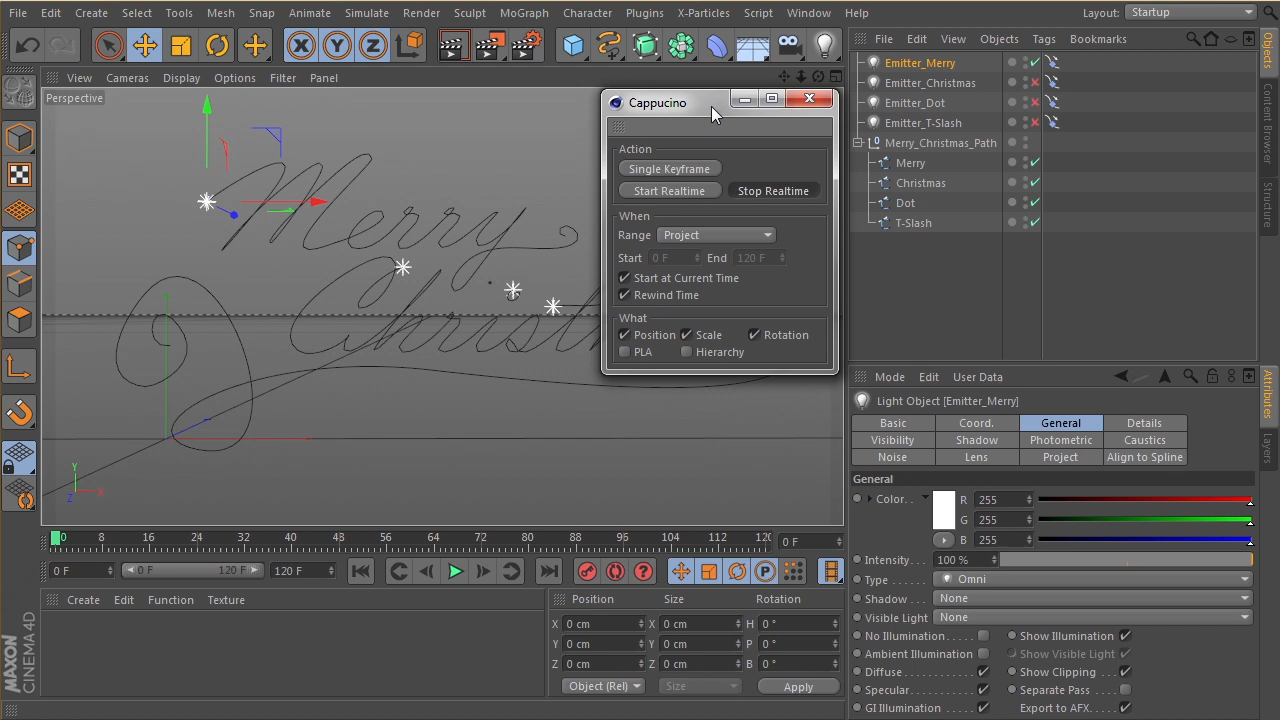 File Edit Create Select Tools Mesh Snap Animate Simulate Render Sculpt MoGraph Character Plugins X-Particles Script Window Help Layout: Startup
X Y Z
File Edit View Objects Tags Bookmarks
View Cameras Display Options Filter Panel
Perspective
Emitter_Merry
Emitter_Christmas
Emitter_Dot
Emitter_T-Slash
Merry_Christmas_Path
Merry
Christmas
Dot
T-Slash
Objects
Content Browser
Structure
Merry
Cappucino
Action
Single Keyframe
Start Realtime Stop Realtime
When
Range Project
Start 0 F End 120 F
Start at Current Time
Rewind Time
What
Position Scale Rotation
PLA Hierarchy
Y
Z X
Mode Edit User Data
Light Object [Emitter_Merry]
Basic Coord. General Details
Visibility Shadow Photometric Caustics
Noise Lens Project Align to Spline
Attributes
Layers
General
Color. . R 255
G 255
B 255
Intensity . . . 100 %
Type . . . . . . Omni
Shadow . . . None
Visible Light None
No Illumination . . . . . Show Illumination
Ambient Illumination Show Visible Light
Diffuse . . . . . . . . . . . Show Clipping . . .
Specular . . . . . . . . . . Separate Pass . . . .
GI Illumination . . . . . Export to AFX. . . .
0 8 16 24 32 40 48 56 64 72 80 88 96 104 112 120 0 F
0 F 0 F 120 F 120 F
P
Create Edit Function Texture
Position Size Rotation
X 0 cm X 0 cm H 0 °
Y 0 cm Y 0 cm P 0 °
Z 0 cm Z 0 cm B 0 °
Object (Rel) Size Apply
MAXON
CINEMA 4D